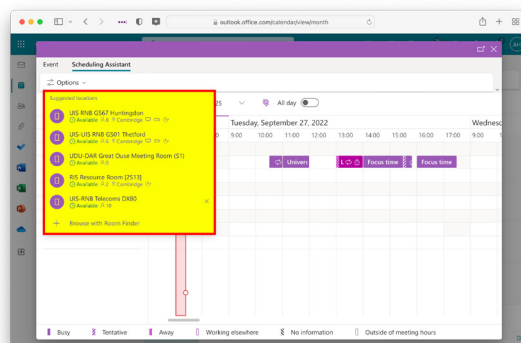 outlook.office.com/calendar/view/month
Event
Scheduling Assistant
Options
Suggested locations
UIS RNB GS67 Huntingdon
Available 8 Cambridge
UIS-UIS RNB GS01 Thetford
Available 6 Cambridge
UDU-DAR Great Ouse Meeting Room (S1)
Available 8
RIS Resource Room [2S13]
Available 2 Cambridge
UIS-RNB Telecoms DX80
Available 10
Browse with Room Finder
25
All day
Tuesday, September 27, 2022
Wednesd
9:00 10:00 11:00 12:00 13:00 14:00 15:00 16:00 17:00 9:00
Univers
Focus time
Focus time
Busy
Tentative
Away
Working elsewhere
No information
Outside of meeting hours